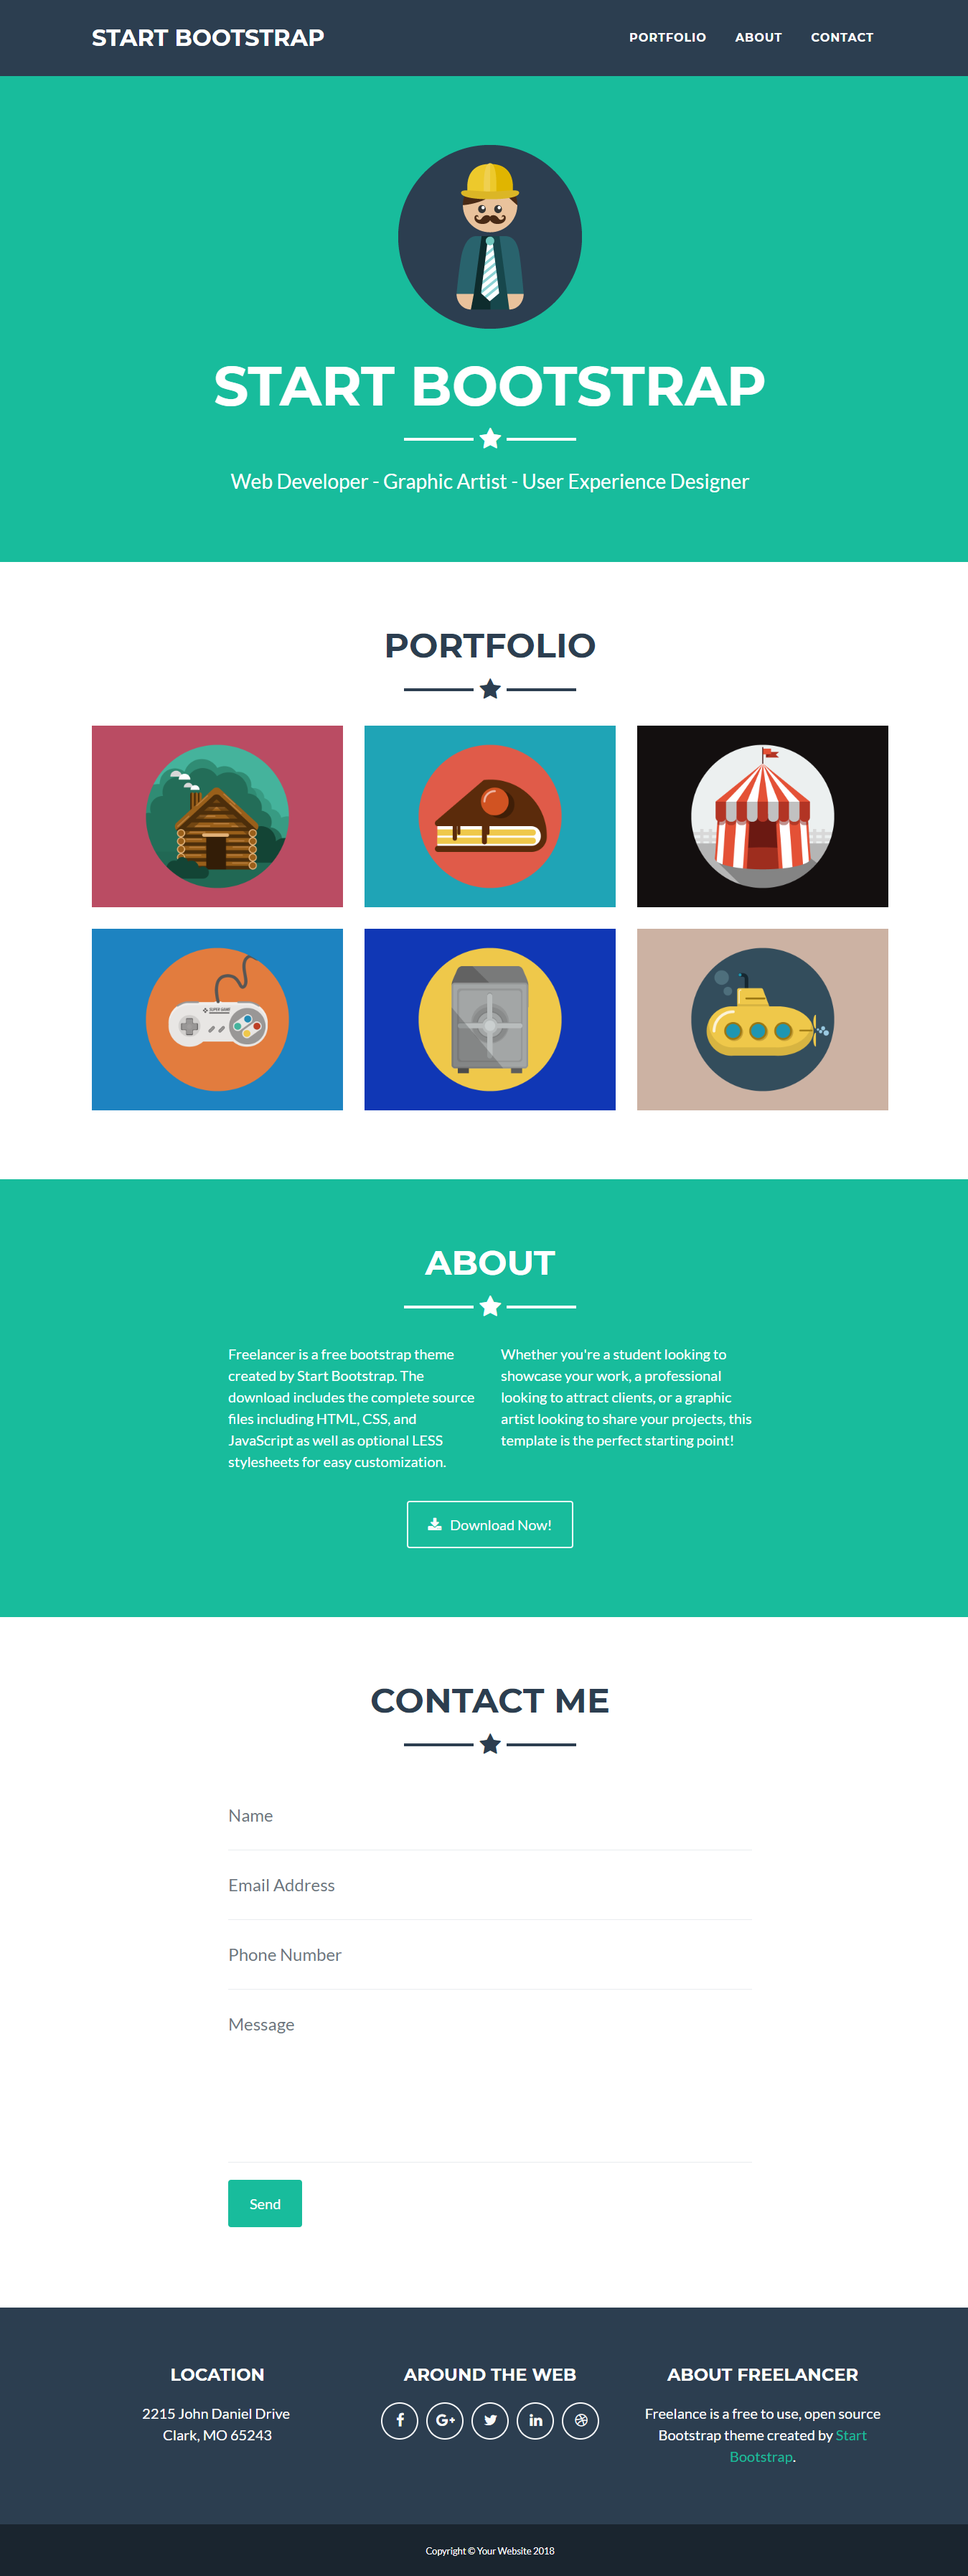 START BOOTSTRAP
PORTFOLIO ABOUT CONTACT
START BOOTSTRAP
Web Developer - Graphic Artist - User Experience Designer
PORTFOLIO
SUPER GAME
ABOUT
Freelancer is a free bootstrap theme
created by Start Bootstrap. The
download includes the complete source
files including HTML, CSS, and
JavaScript as well as optional LESS
stylesheets for easy customization.
Whether you're a student looking to
showcase your work, a professional
looking to attract clients, or a graphic
artist looking to share your projects, this
template is the perfect starting point!
Download Now!
CONTACT ME
Name
Email Address
Phone Number
Message
Send
LOCATION
2215 John Daniel Drive
Clark, MO 65243
AROUND THE WEB
ABOUT FREELANCER
Freelance is a free to use, open source
Bootstrap theme created by Start
Bootstrap.
Copyright © Your Website 2018